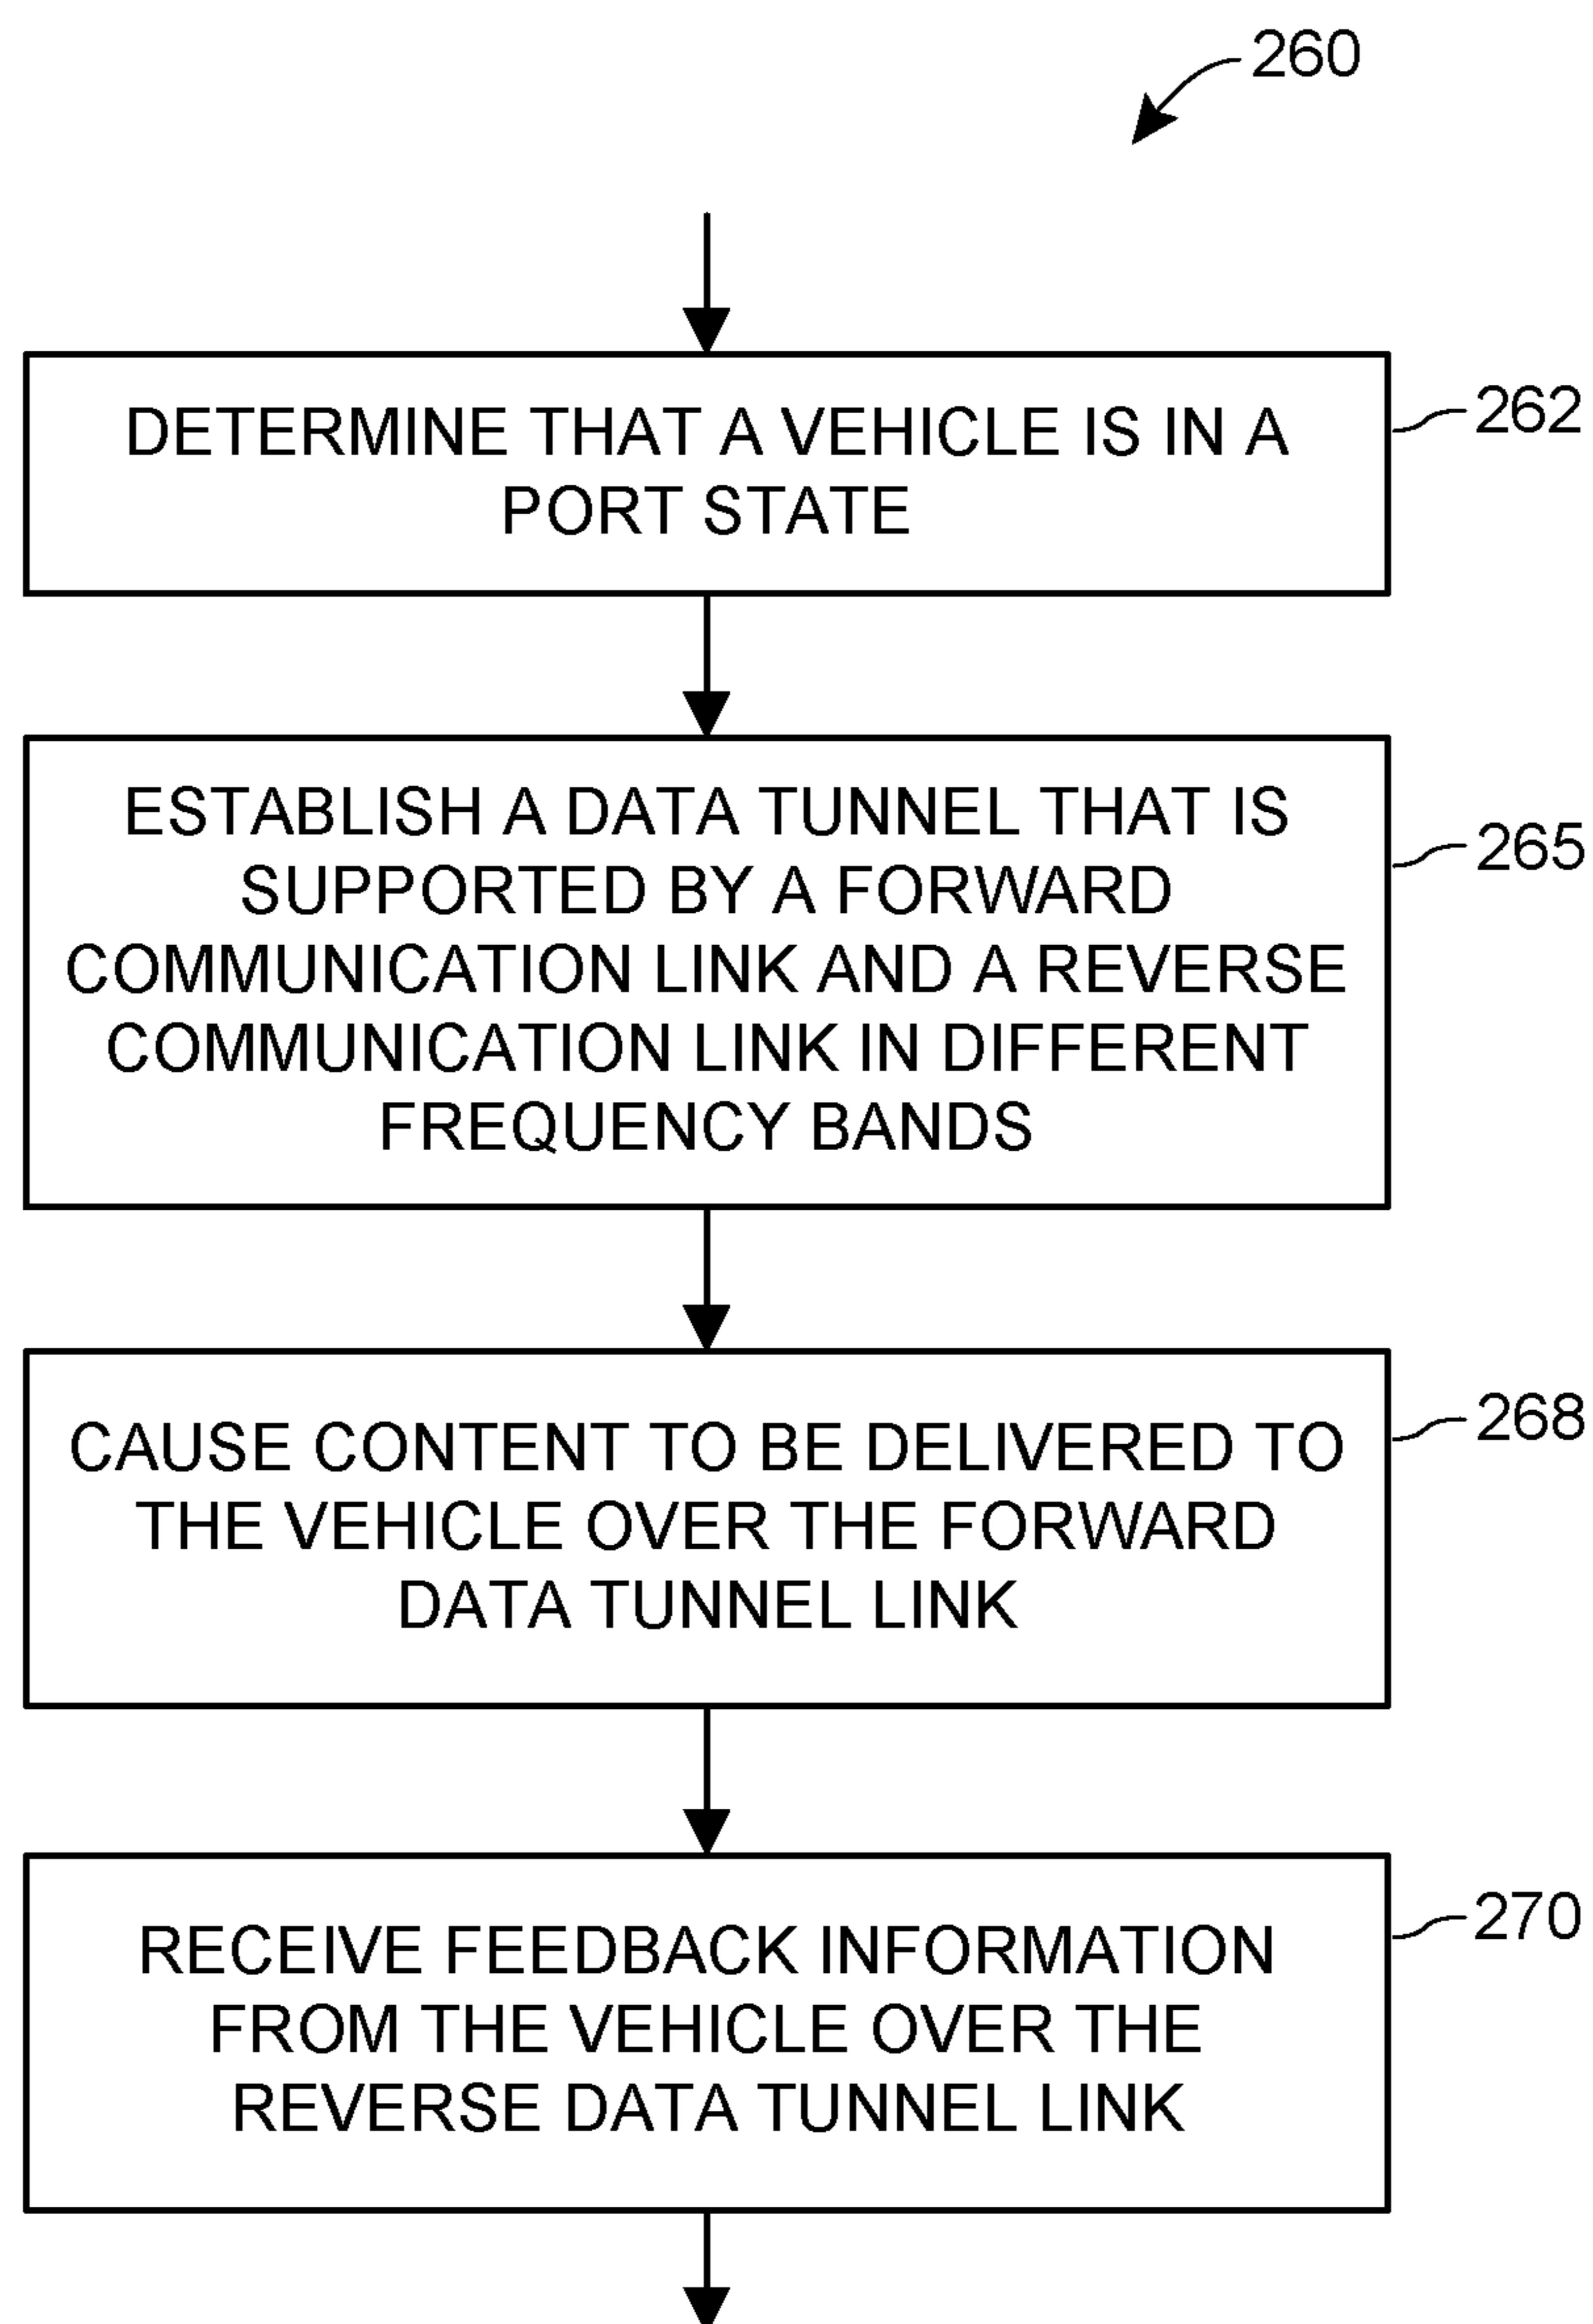 260
DETERMINE THAT A VEHICLE IS IN A
PORT STATE
262
ESTABLISH A DATA TUNNEL THAT IS
SUPPORTED BY A FORWARD
COMMUNICATION LINK AND A REVERSE
COMMUNICATION LINK IN DIFFERENT
FREQUENCY BANDS
265
CAUSE CONTENT TO BE DELIVERED TO
THE VEHICLE OVER THE FORWARD
DATA TUNNEL LINK
268
RECEIVE FEEDBACK INFORMATION
FROM THE VEHICLE OVER THE
REVERSE DATA TUNNEL LINK
270